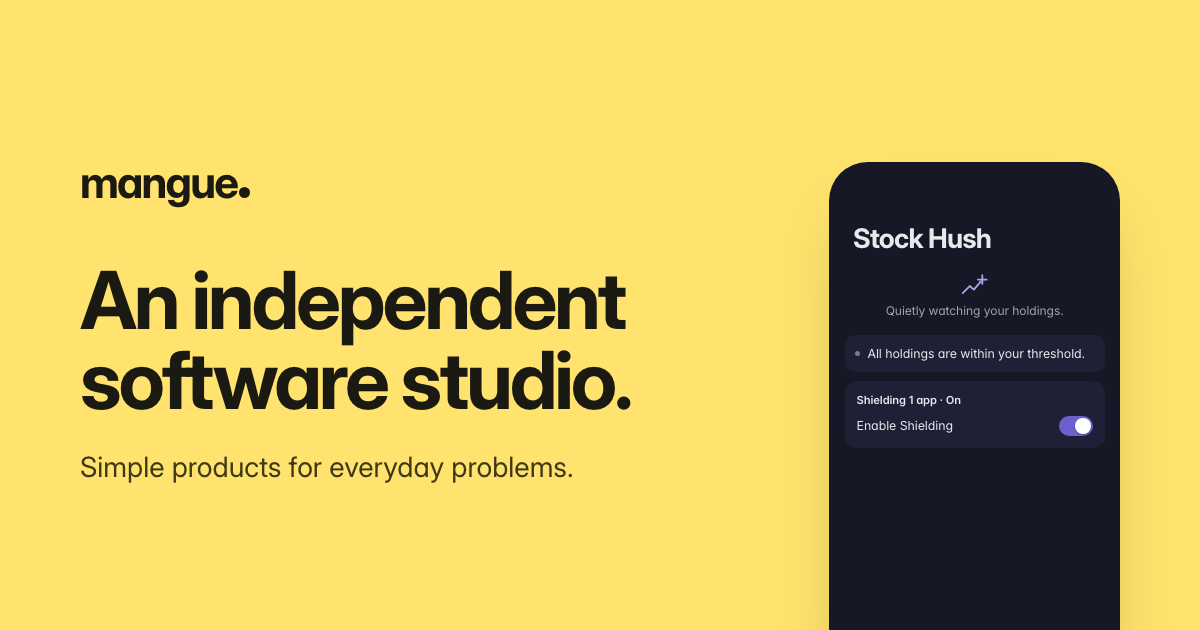 mangue.
An independent
software studio.
Simple products for everyday problems.
Stock Hush
Quietly watching your holdings.
All holdings are within your threshold.
Shielding 1 app · On
Enable Shielding